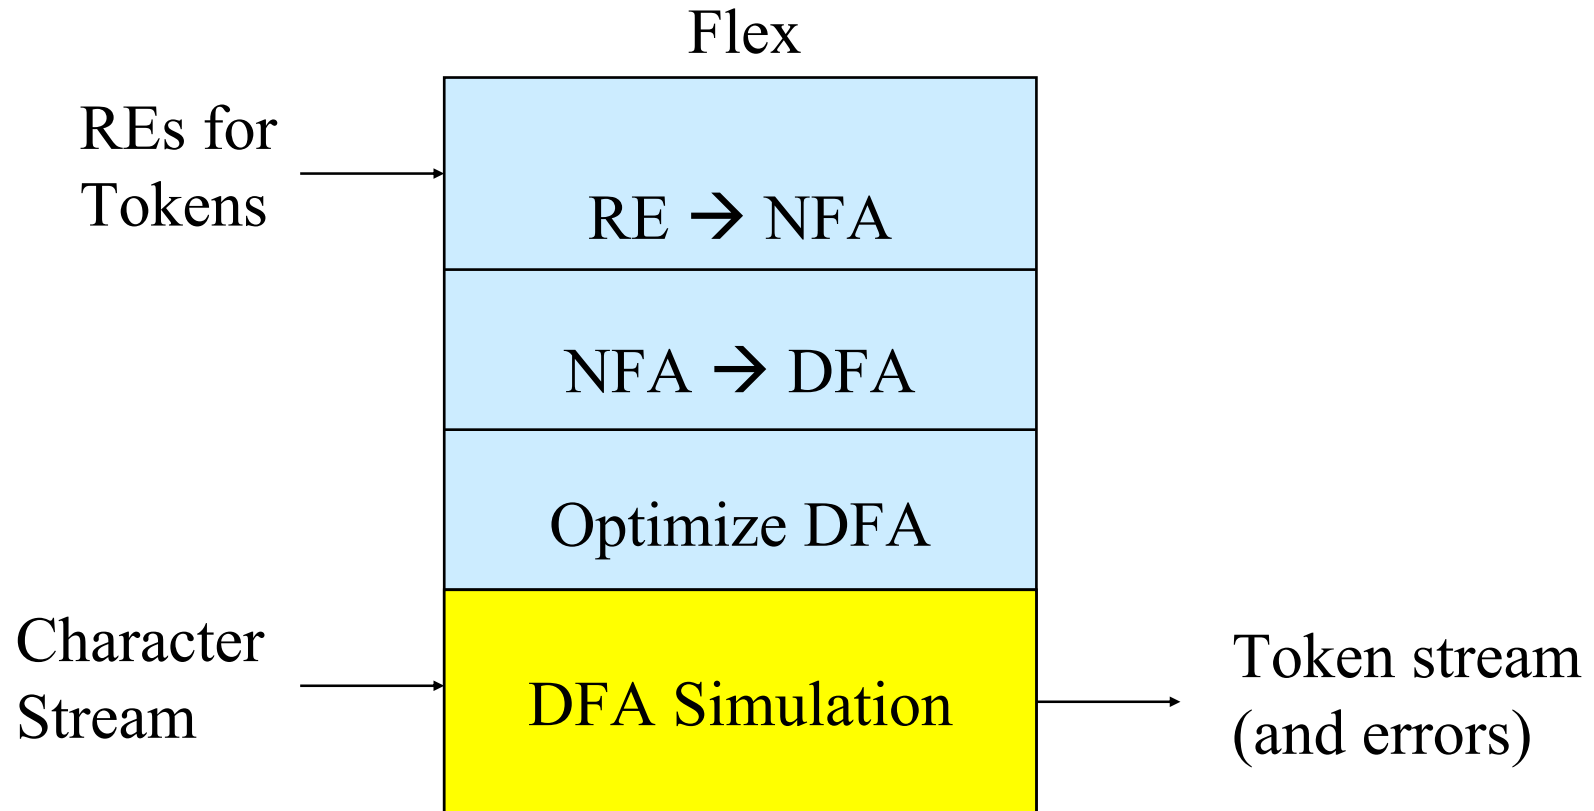 Flex
REs for
Tokens
RE → NFA
NFA → DFA
Optimize DFA
Character
Stream
DFA Simulation
Token stream
(and errors)